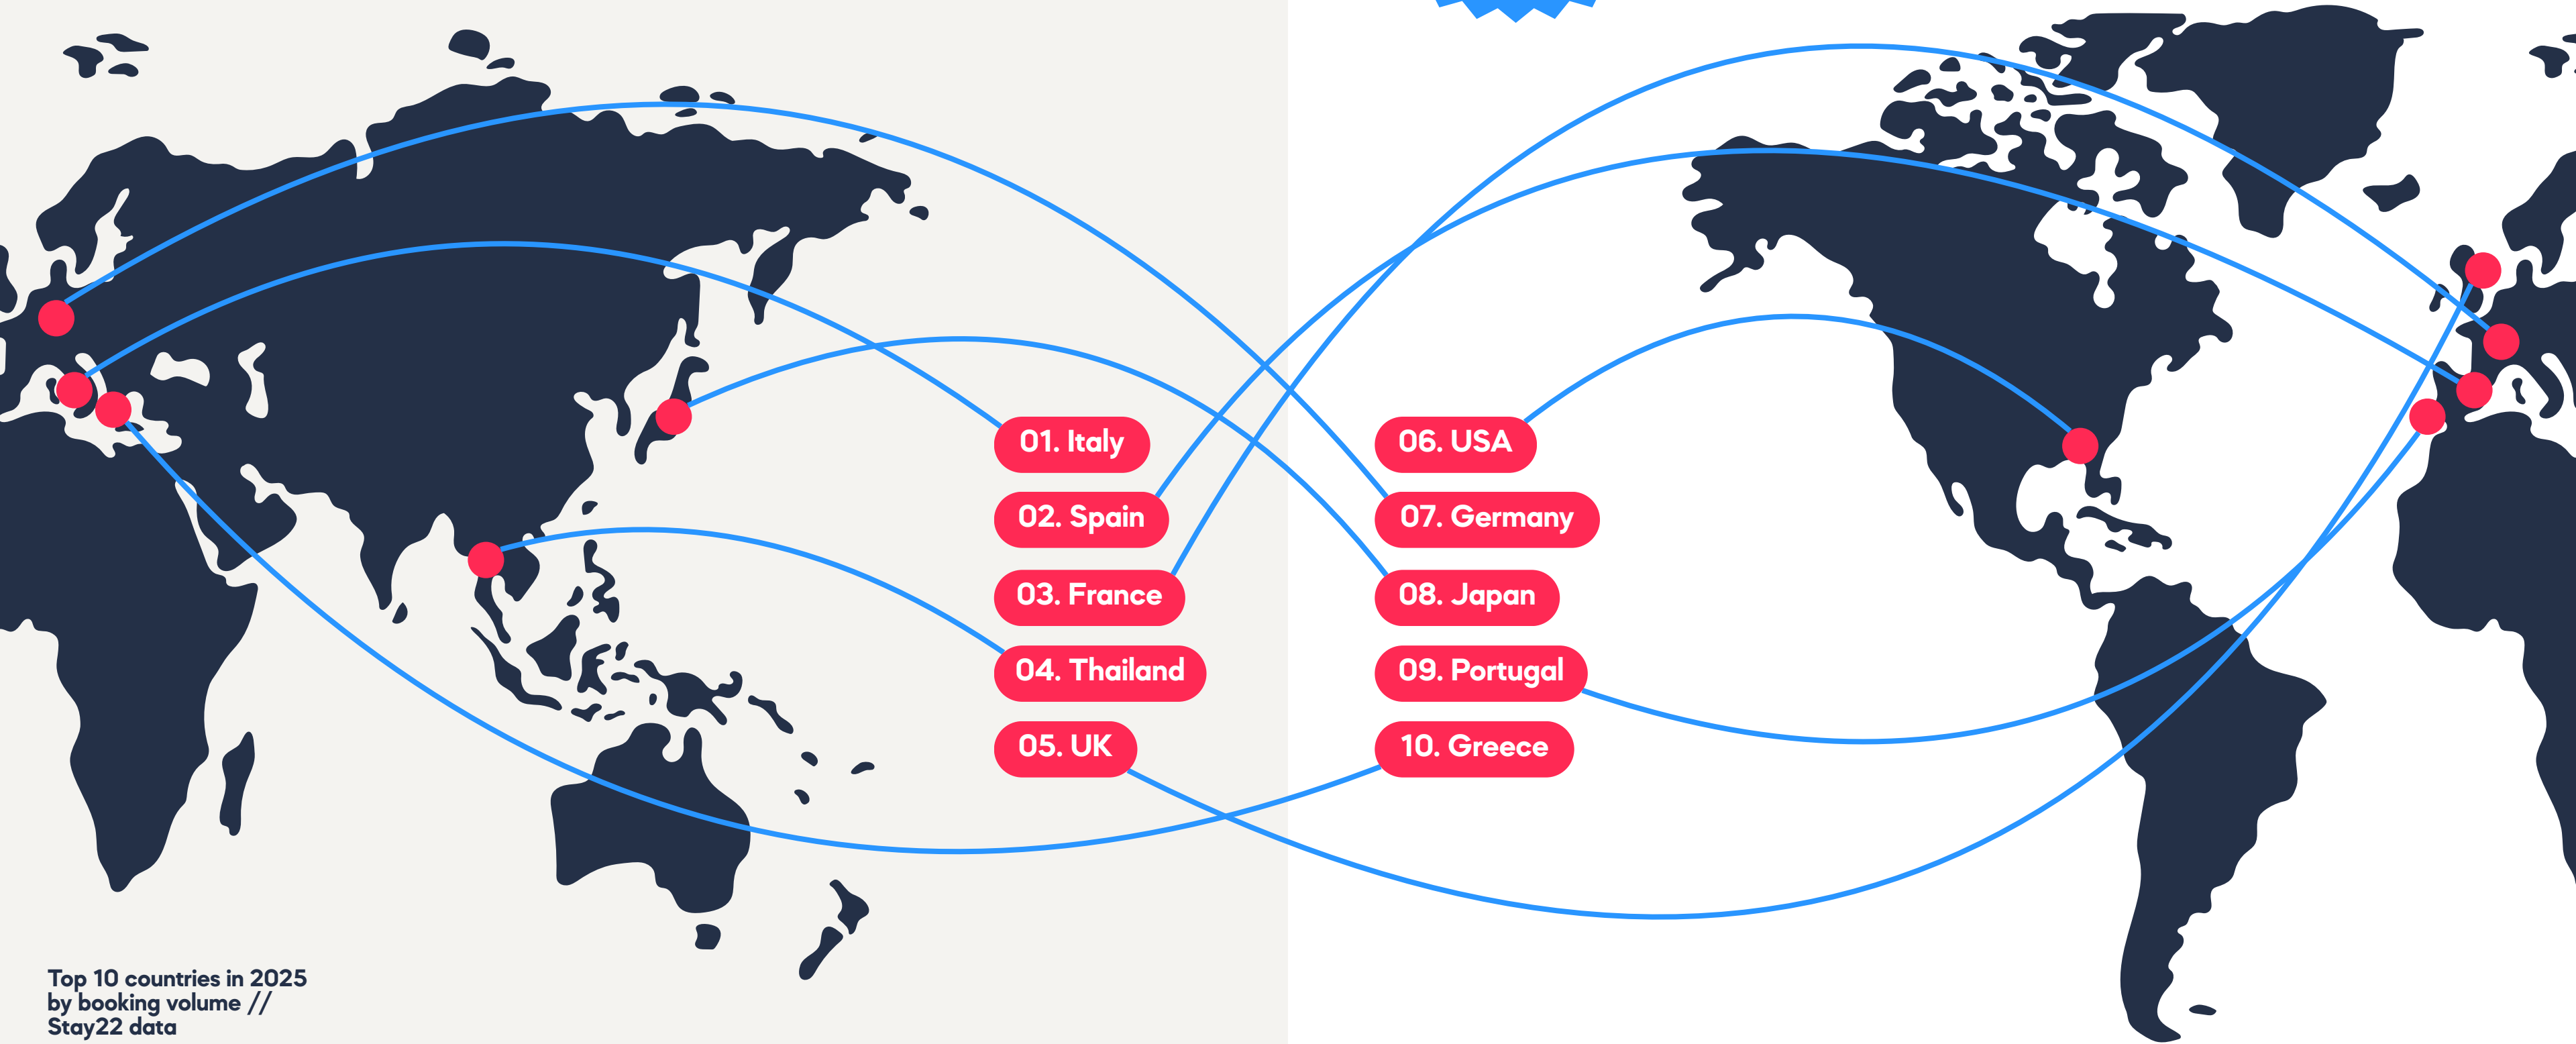 01. Italy
02. Spain
03. France
04. Thailand
05. UK
06. USA
07. Germany
08. Japan
09. Portugal
10. Greece
Top 10 countries in 2025
by booking volume //
Stay22 data